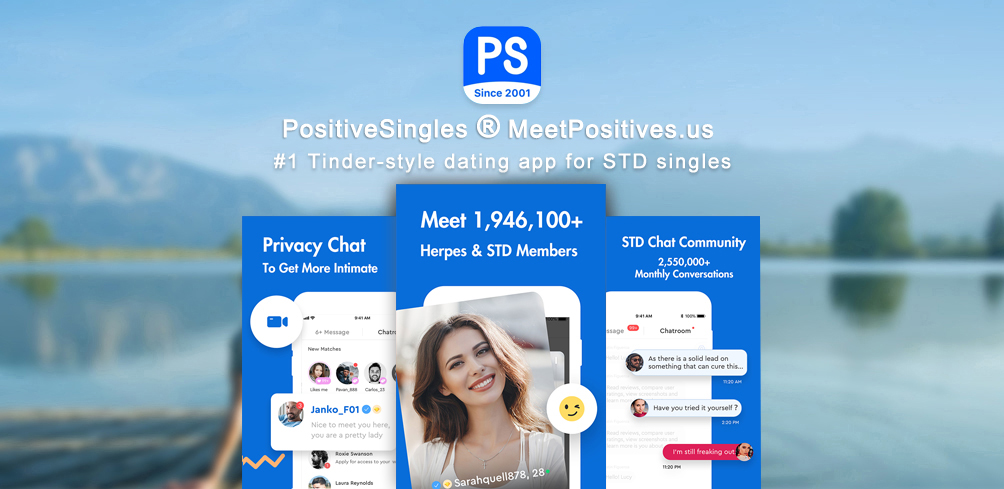 PS
Since 2001
PositiveSingles ® MeetPositives.us
#1 Tinder-style dating app for STD singles
Privacy Chat
To Get More Intimate
9:41 AM
6+ Message
Chatro
New Matches
Likes me
Pavan_888
Carlos_13
Janko_F01
Nice to meet you here,
you are a pretty lady
Roxie Swanson
Apply for access to your
Laura Reynolds
Meet 1,946,100+
Herpes & STD Members
Sarahquell878, 28
STD Chat Community
2,550,000+
Monthly Conversations
9:41 AM
100%
ssage
Chatroom
As there is a solid lead on
something that can cure this...
11:20 AM
Have you tried it yourself ?
2:20 PM
I'm still freaking out
11:20 PM